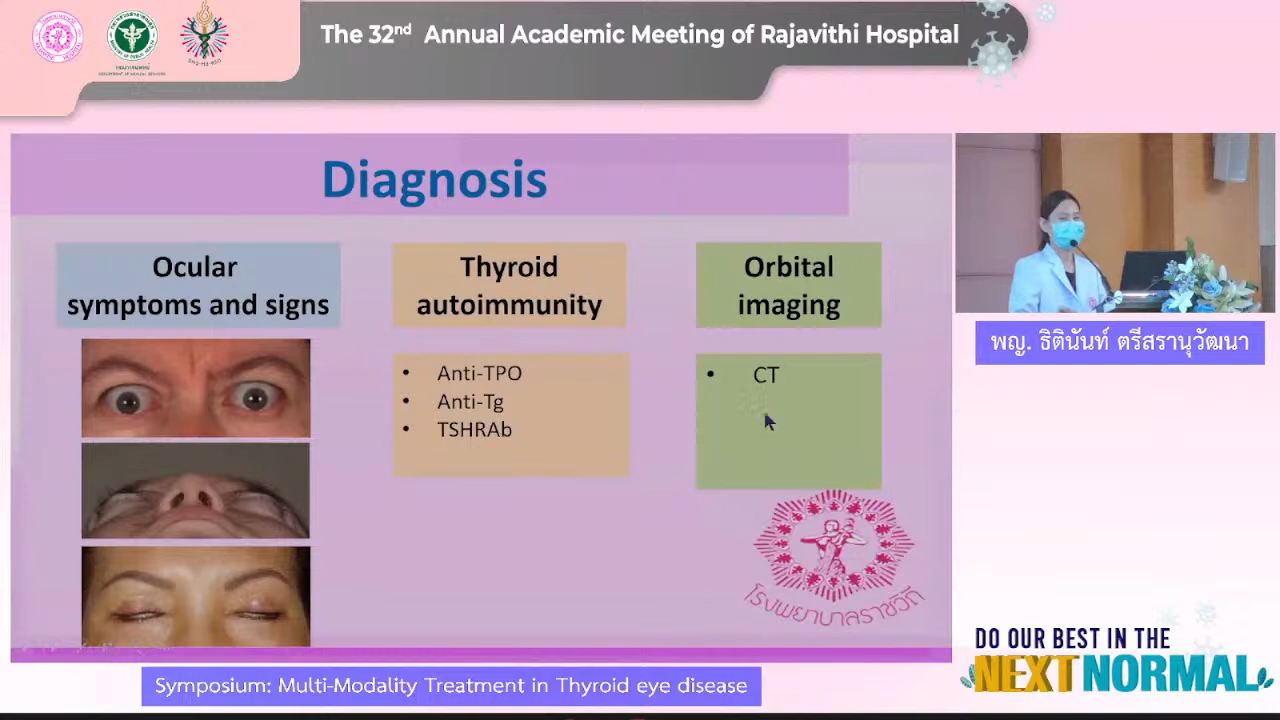 The 32nd Annual Academic Meeting of Rajavithi Hospital
Diagnosis
Ocular
symptoms and signs
Thyroid
autoimmunity
• Anti-TPO
• Anti-Tg
• TSHRAb
Orbital
imaging
• CT
โรงพยาบาลราชวิถี
พญ. ธิตินันท์ ตรีสรานุวัฒนา
Symposium: Multi-Modality Treatment in Thyroid eye disease
DO OUR BEST IN THE
NEXT NORMAL